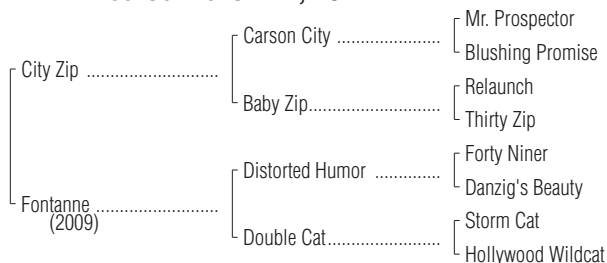 Mr. Prospector
Carson City ....................
Blushing Promise
City Zip ..........................
Relaunch
Baby Zip.........................
Thirty Zip
Forty Niner
Distorted Humor .............
Danzig's Beauty
Fontanne ........................
(2009)
Storm Cat
Double Cat......................
Hollywood Wildcat